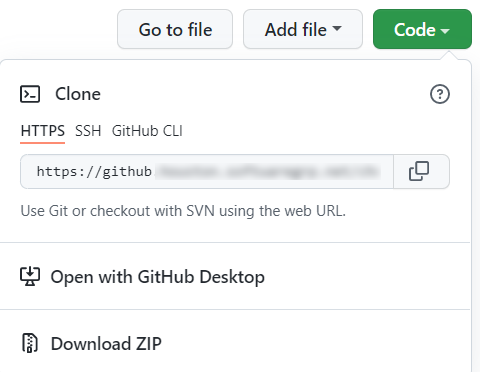 Go to file Add file Code
Clone
HTTPS SSH GitHub CLI
https://github
Use Git or checkout with SVN using the web URL.
Open with GitHub Desktop
Download ZIP